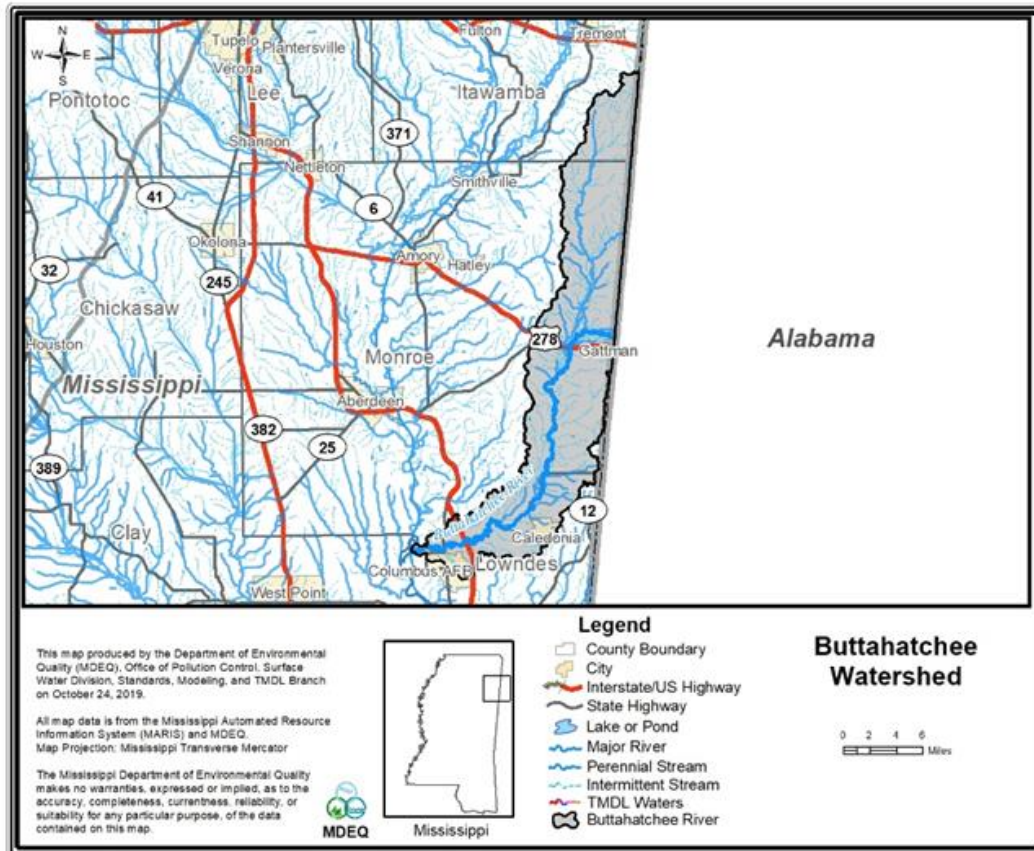 N
W E
S
Tupelo
Plantersville
Verona
Lee
Pontotoc
Fulton
Tremont
Itawamba
371
Shannon
Nettleton
Smithville
41
6
Okolona
Amory
Hatley
32
245
Chickasaw
278
Gattman
Alabama
Houston
Monroe
Mississippi
Aberdeen
382
25
389
Buttahatchee River
12
Clay
Caledonia
Columbus AFB
Lowndes
West Point
This map produced by the Department of Environmental
Quality (MDEQ), Office of Pollution Control, Surface
Water Division, Standards, Modeling, and TMDL Branch
on October 24, 2019.
All map data is from the Mississippi Automated Resource
Information System (MARIS) and MDEQ.
Map Projection: Mississippi Transverse Mercator
The Mississippi Department of Environmental Quality
makes no warranties, expressed or implied, as to the
accuracy, completeness, currentness, reliability, or
suitability for any particular purpose, of the data
contained on this map.
MDEQ
Mississippi
Legend
County Boundary
City
Interstate/US Highway
State Highway
Lake or Pond
Major River
Perennial Stream
Intermittent Stream
TMDL Waters
Buttahatchee River
Buttahatchee
Watershed
0 2 4 6
Miles